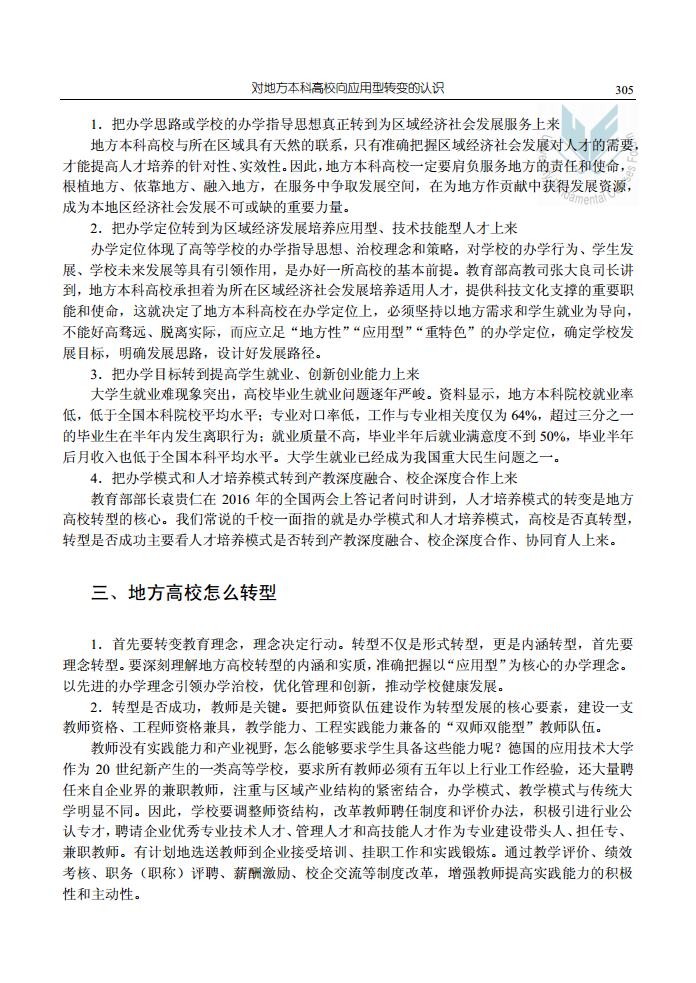 对地方本科高校向应用型转变的认识
305
1．把办学思路或学校的办学指导思想真正转到为区域经济社会发展服务上来
地方本科高校与所在区域具有天然的联系，只有准确把握区域经济社会发展对人才的需要，
才能提高人才培养的针对性、实效性。因此，地方本科高校一定要肩负服务地方的责任和使命，
根植地方、依靠地方、融入地方，在服务中争取发展空间，在为地方作贡献中获得发展资源，
成为本地区经济社会发展不可或缺的重要力量。
2．把办学定位转到为区域经济发展培养应用型、技术技能型人才上来
办学定位体现了高等学校的办学指导思想、治校理念和策略，对学校的办学行为、学生发
展、学校未来发展等具有引领作用，是办好一所高校的基本前提。教育部高教司张大良司长讲
到，地方本科高校承担着为所在区域经济社会发展培养适用人才，提供科技文化支撑的重要职
能和使命，这就决定了地方本科高校在办学定位上，必须坚持以地方需求和学生就业为导向，
不能好高骛远、脱离实际，而应立足“地方性”“应用型”“重特色”的办学定位，确定学校发
展目标，明确发展思路，设计好发展路径。
3．把办学目标转到提高学生就业、创新创业能力上来
大学生就业难现象突出，高校毕业生就业问题逐年严峻。资料显示，地方本科院校就业率
低，低于全国本科院校平均水平；专业对口率低，工作与专业相关度仅为 64%，超过三分之一
的毕业生在半年内发生离职行为；就业质量不高，毕业半年后就业满意度不到 50%，毕业半年
后月收入也低于全国本科平均水平。大学生就业已经成为我国重大民生问题之一。
4．把办学模式和人才培养模式转到产教深度融合、校企深度合作上来
教育部部长袁贵仁在 2016 年的全国两会上答记者问时讲到，人才培养模式的转变是地方
高校转型的核心。我们常说的千校一面指的就是办学模式和人才培养模式，高校是否真转型，
转型是否成功主要看人才培养模式是否转到产教深度融合、校企深度合作、协同育人上来。
三、地方高校怎么转型
1．首先要转变教育理念，理念决定行动。转型不仅是形式转型，更是内涵转型，首先要
理念转型。要深刻理解地方高校转型的内涵和实质，准确把握以“应用型”为核心的办学理念。
以先进的办学理念引领办学治校，优化管理和创新，推动学校健康发展。
2．转型是否成功，教师是关键。要把师资队伍建设作为转型发展的核心要素，建设一支
教师资格、工程师资格兼具，教学能力、工程实践能力兼备的“双师双能型”教师队伍。
教师没有实践能力和产业视野，怎么能够要求学生具备这些能力呢？德国的应用技术大学
作为 20 世纪新产生的一类高等学校，要求所有教师必须有五年以上行业工作经验，还大量聘
任来自企业界的兼职教师，注重与区域产业结构的紧密结合，办学模式、教学模式与传统大
学明显不同。因此，学校要调整师资结构，改革教师聘任制度和评价办法，积极引进行业公
认专才，聘请企业优秀专业技术人才、管理人才和高技能人才作为专业建设带头人、担任专、
兼职教师。有计划地选送教师到企业接受培训、挂职工作和实践锻炼。通过教学评价、绩效
考核、职务（职称）评聘、薪酬激励、校企交流等制度改革，增强教师提高实践能力的积极
性和主动性。